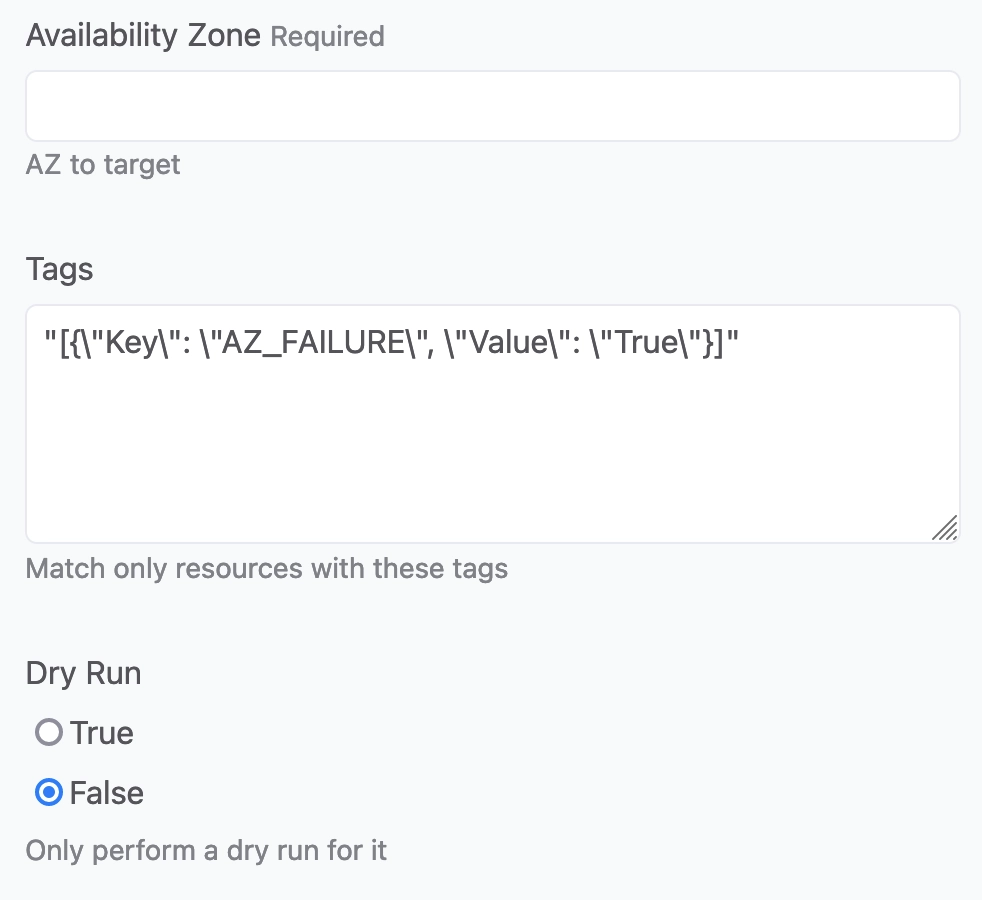 Availability Zone Required
AZ to target
Tags
"[{\"Key\": \"AZ_FAILURE\", \"Value\": \"True\"}]"
Match only resources with these tags
Dry Run
True
False
Only perform a dry run for it